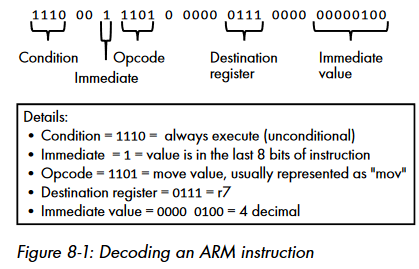 1110 00 1 1101 0 0000 0111 0000 00000100
Condition Opcode Destination Immediate
Immediate register value
Details:
• Condition = 1110 = always execute (unconditional)
• Immediate = 1 = value is in the last 8 bits of instruction
• Opcode = 1101 = move value, usually represented as "mov"
• Destination register = 0111 = r7
• Immediate value = 0000 0100 = 4 decimal
Figure 8-1: Decoding an ARM instruction